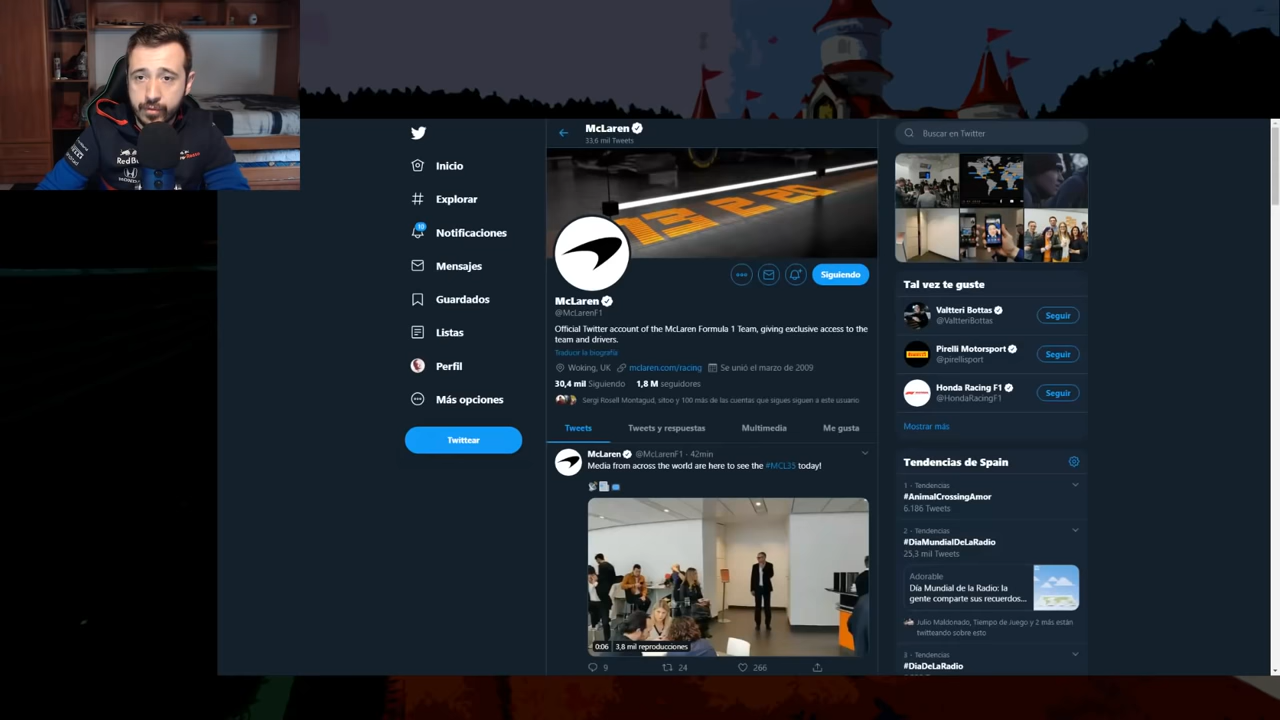 McLaren
33,6 mil Tweets
Buscar en Twitter
Inicio
Explorar
10
Notificaciones
Mensajes
Guardados
Listas
Perfil
Más opciones
Twittear
13 2 20
Siguiendo
McLaren
@McLarenF1
Official Twitter account of the McLaren Formula 1 Team, giving exclusive access to the
team and drivers.
Traducir la biografía
Woking, UK mclaren.com/racing Se unió el marzo de 2009
30,4 mil Siguiendo 1,8 M seguidores
Sergi Rosell Montagud, sitoo y 100 más de las cuentas que sigues siguen a este usuario
Tweets Tweets y respuestas Multimedia Me gusta
McLaren @McLarenF1 · 42min
Media from across the world are here to see the #MCL35 today!
0:06 3,8 mil reproducciones
9 24 266
Tal vez te guste
Valtteri Bottas
@ValtteriBottas
Seguir
Pirelli Motorsport
@pirellisport
Seguir
Honda Racing F1
@HondaRacingF1
Seguir
Mostrar más
Tendencias de Spain
1 · Tendencias
#AnimalCrossingAmor
6.186 Tweets
2 · Tendencias
#DiaMundialDeLaRadio
25,3 mil Tweets
Adorable
Día Mundial de la Radio: la
gente comparte sus recuerdos...
Julio Maldonado, Tiempo de Juego y 2 más están
twitteando sobre esto
3 · Tendencias
#DiaDeLaRadio
Red Bull
HONDA